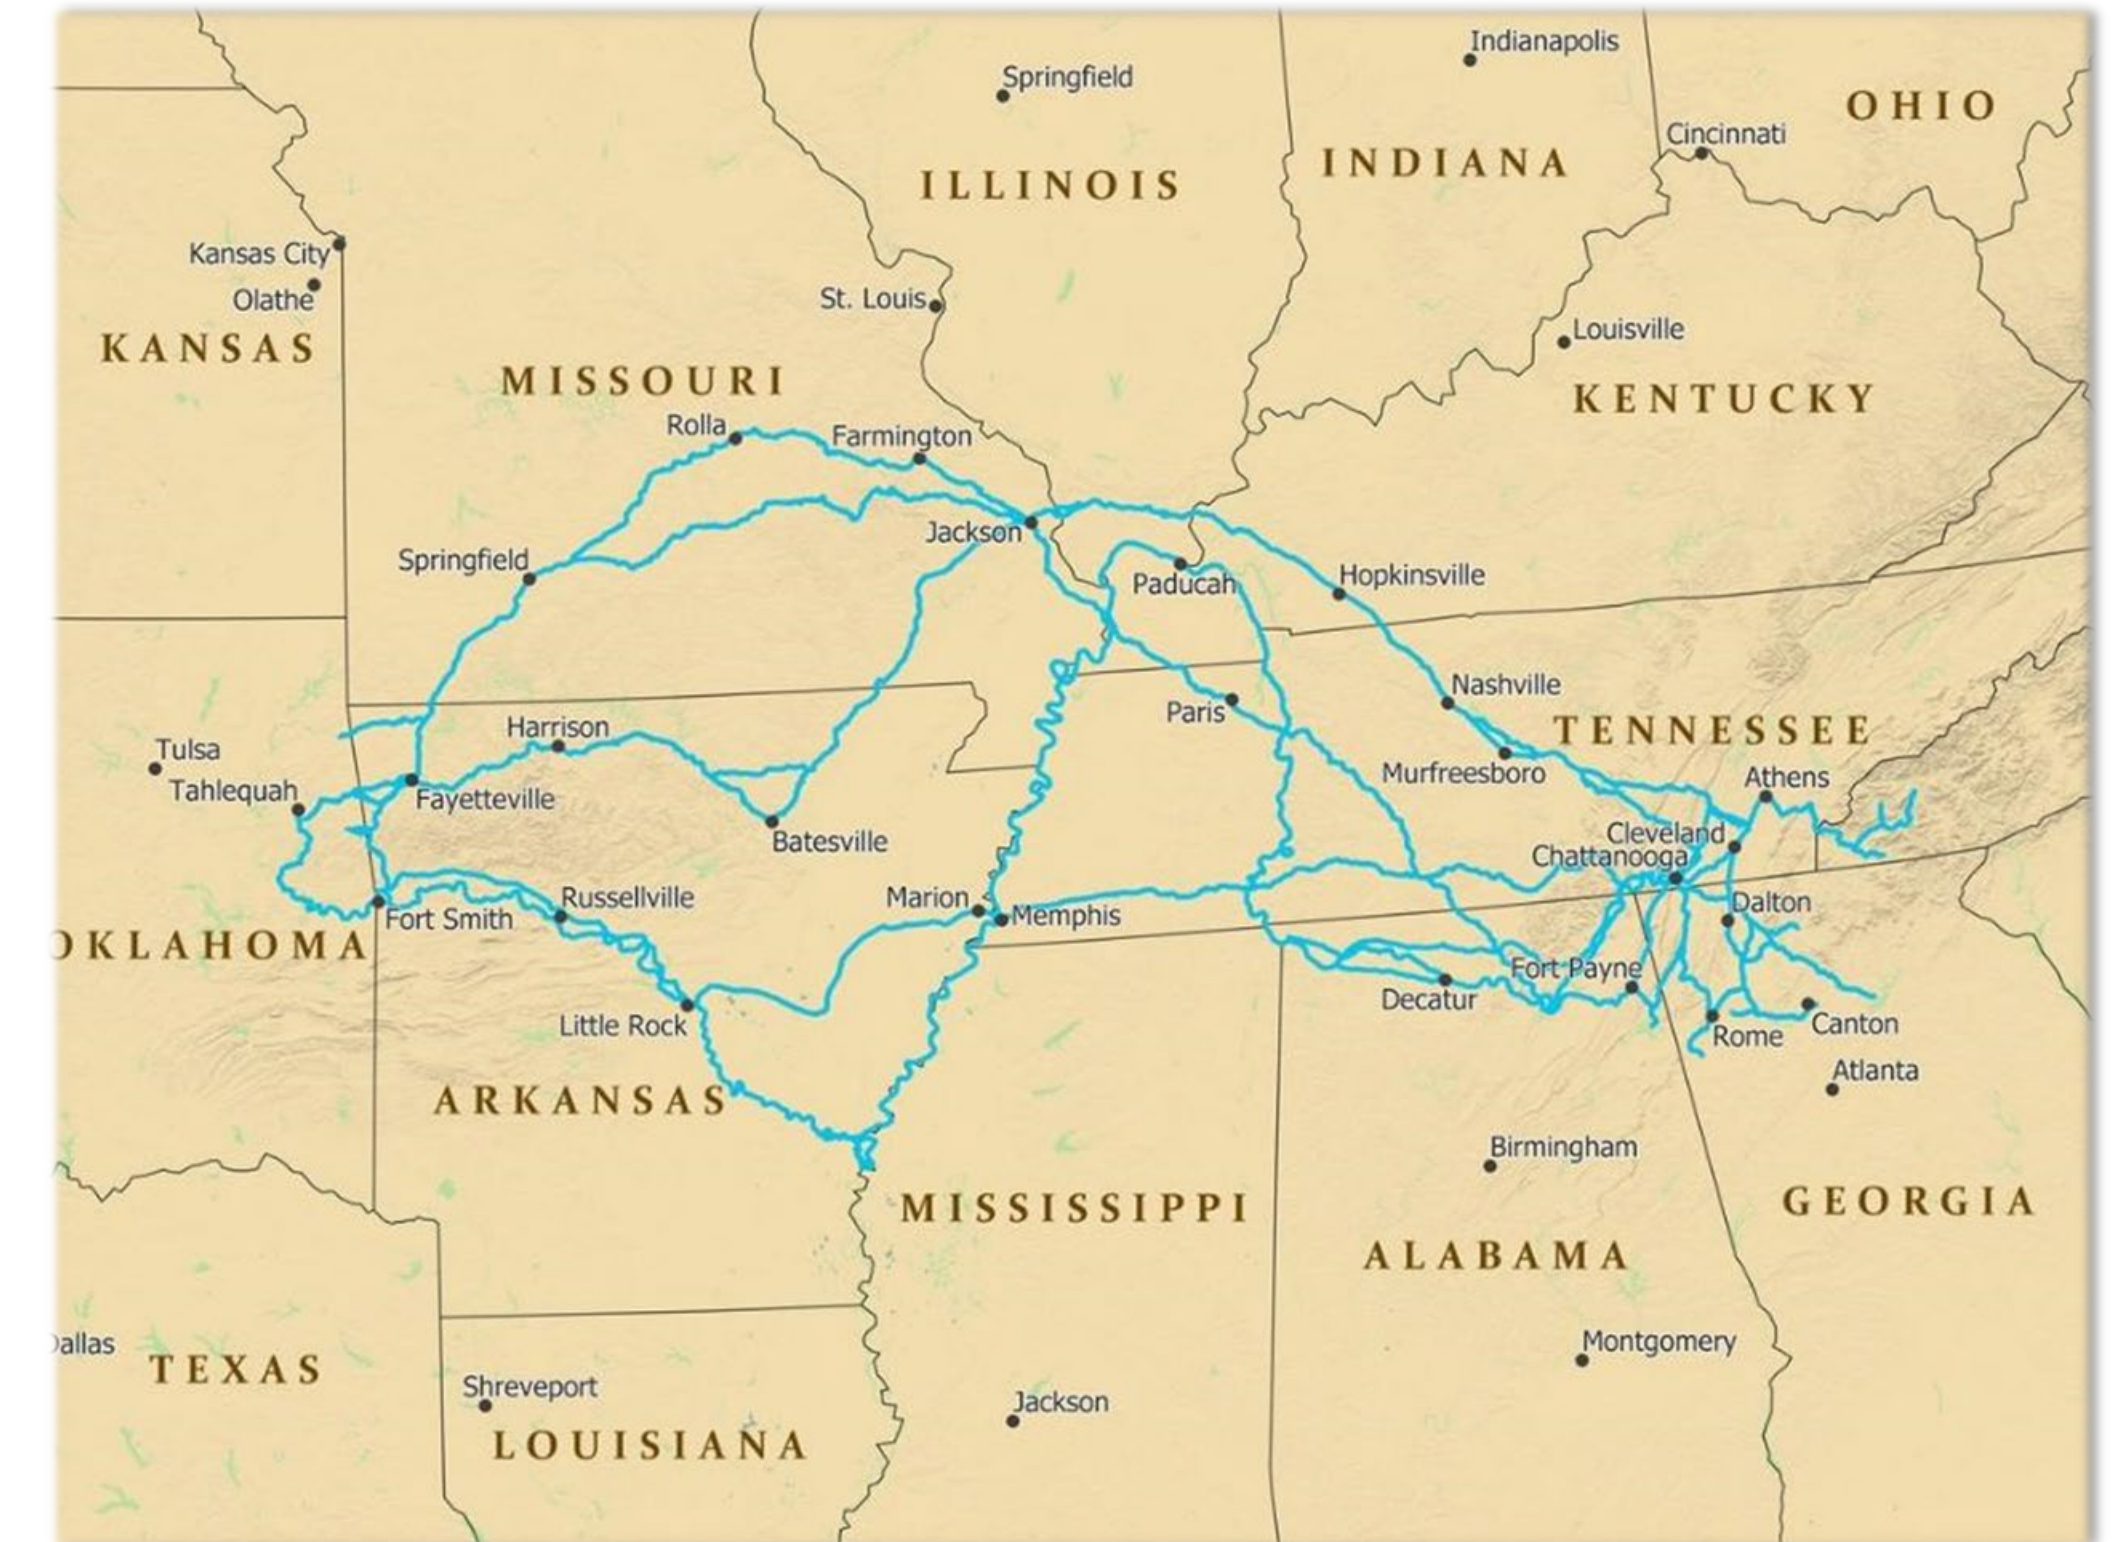 Indianapolis
Springfield
OHIO
Cincinnati
INDIANA
ILLINOIS
Kansas City
Olathe
St. Louis
Louisville
KANSAS
MISSOURI
KENTUCKY
Rolla
Farmington
Jackson
Springfield
Paducah
Hopkinsville
Nashville
Paris
Harrison
TENNESSEE
Tulsa
Murfreesboro
Athens
Tahlequah
Fayetteville
Cleveland
Batesville
Chattanooga
Russellville
Marion
Memphis
Dalton
Fort Smith
OKLAHOMA
Fort Payne
Decatur
Little Rock
Canton
Rome
Atlanta
ARKANSAS
Birmingham
MISSISSIPPI
GEORGIA
ALABAMA
Dallas
TEXAS
Montgomery
Shreveport
Jackson
LOUISIANA